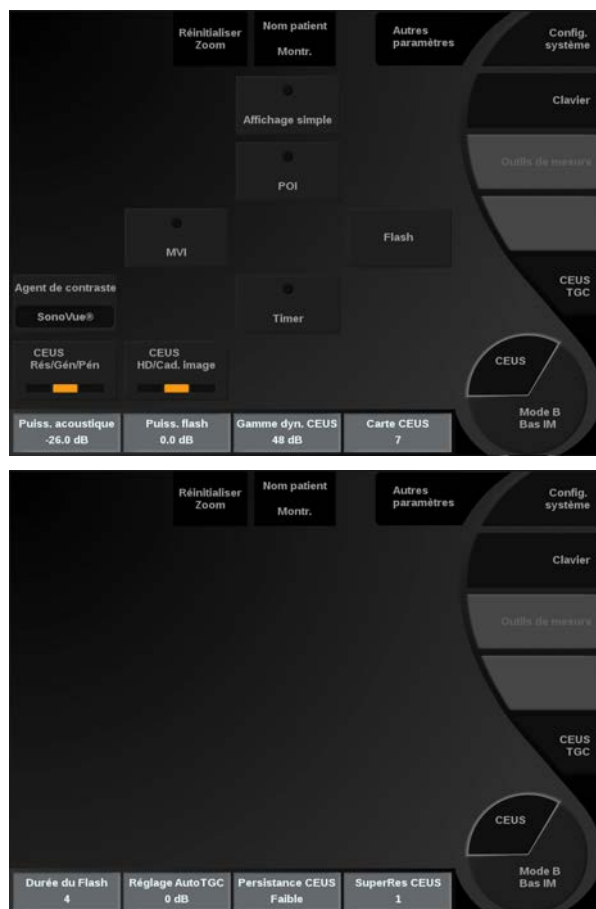 Réinitialiser
Zoom
Nom patient
Montr.
Autres
paramètres
Config.
système
Affichage simple
Clavier
POI
Outils de mesure
MVI
Flash
Agent de contraste
SonoVue®
Timer
CEUS
TGC
CEUS
Rés/Gén/Pén
CEUS
HD/Cad. image
CEUS
Mode B
Bas IM
Puiss. acoustique
-26.0 dB
Puiss. flash
0.0 dB
Gamme dyn. CEUS
48 dB
Carte CEUS
7
Réinitialiser
Zoom
Nom patient
Montr.
Autres
paramètres
Config.
système
Clavier
Outils de mesure
CEUS
TGC
CEUS
Mode B
Bas IM
Durée du Flash
4
Réglage AutoTGC
0 dB
Persistance CEUS
Faible
SuperRes CEUS
1